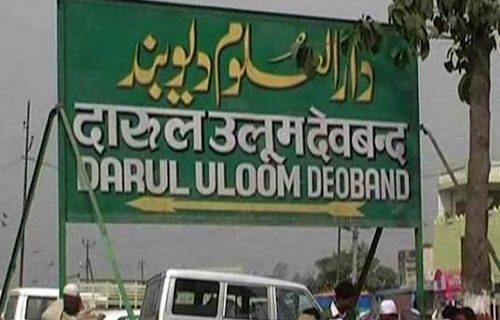 دار العلوم دیوبند
दारुल उलूम देवबन्द
DARUL ULOOM DEOBAND